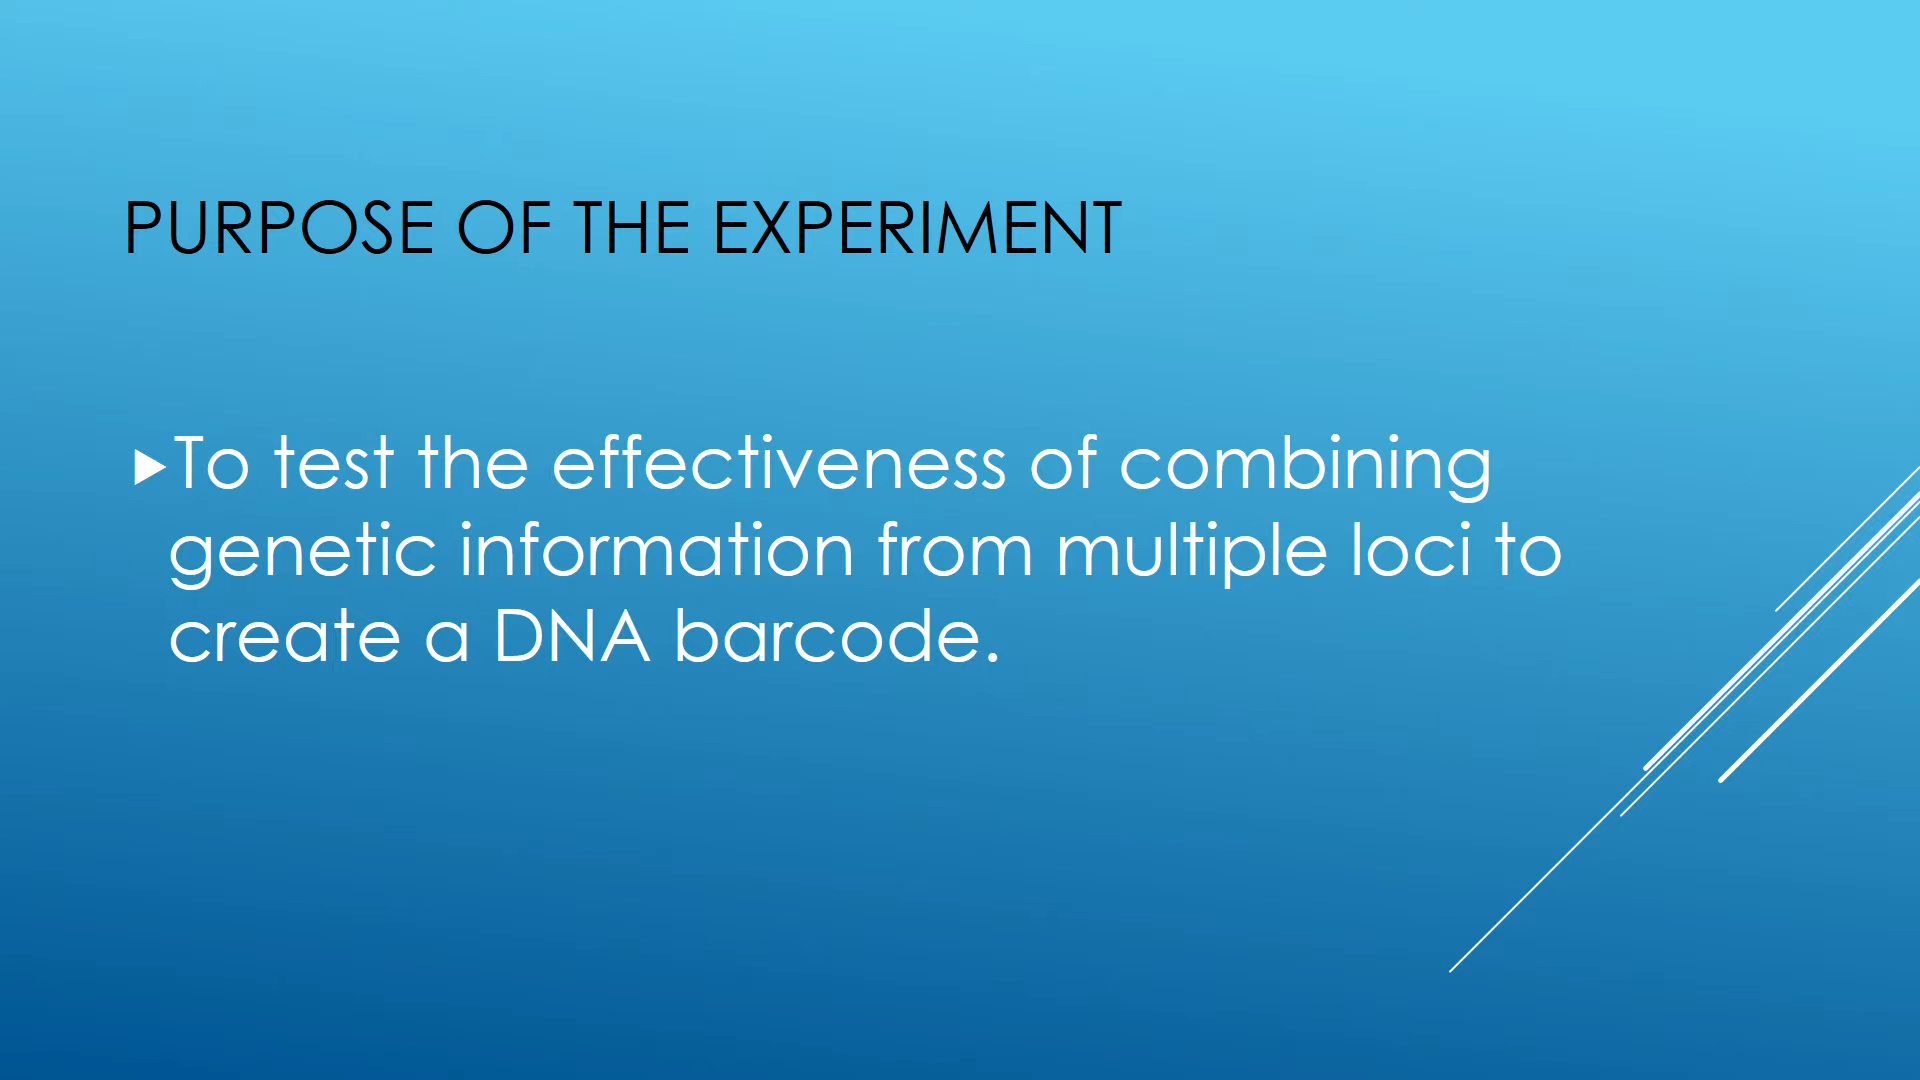 PURPOSE OF THE EXPERIMENT
To test the effectiveness of combining
genetic information from multiple loci to
create a DNA barcode.